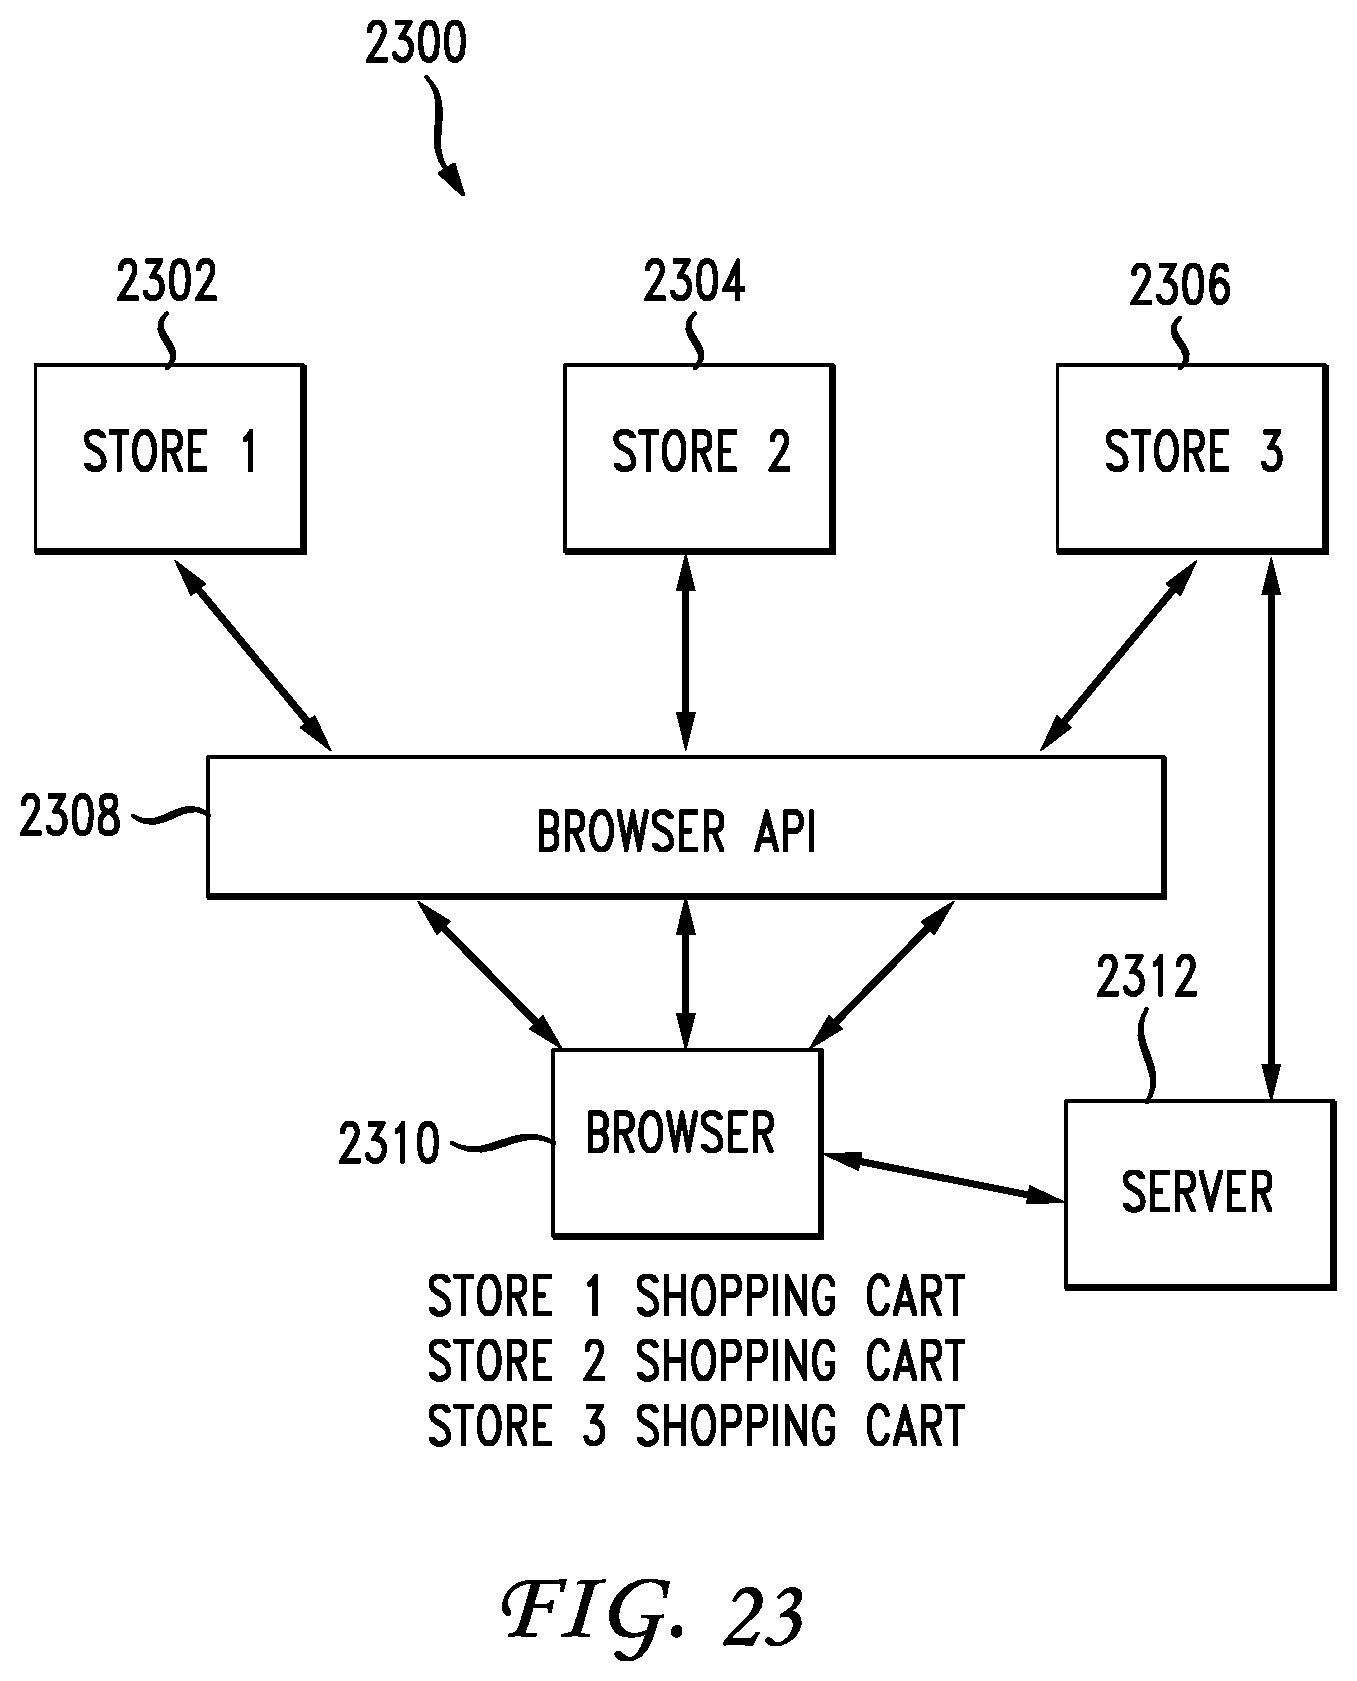 2300
2302
2304
2306
STORE 1
STORE 2
STORE 3
2308
BROWSER API
2312
2310
BROWSER
SERVER
STORE 1 SHOPPING CART
STORE 2 SHOPPING CART
STORE 3 SHOPPING CART
FIG. 23